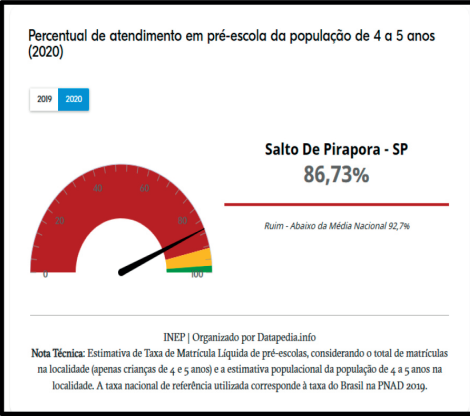 Percentual de atendimento em pré-escola da população de 4 a 5 anos
(2020)
2019 2020
Salto De Pirapora - SP
86,73%
Ruim - Abaixo da Média Nacional 92,7%
0
20
40
60
80
100
INEP | Organizado por Datapedia.info
Nota Técnica: Estimativa de Taxa de Matrícula Líquida de pré-escolas, considerando o total de matrículas
na localidade (apenas crianças de 4 e 5 anos) e a estimativa populacional da população de 4 a 5 anos na
localidade. A taxa nacional de referência utilizada corresponde à taxa do Brasil na PNAD 2019.